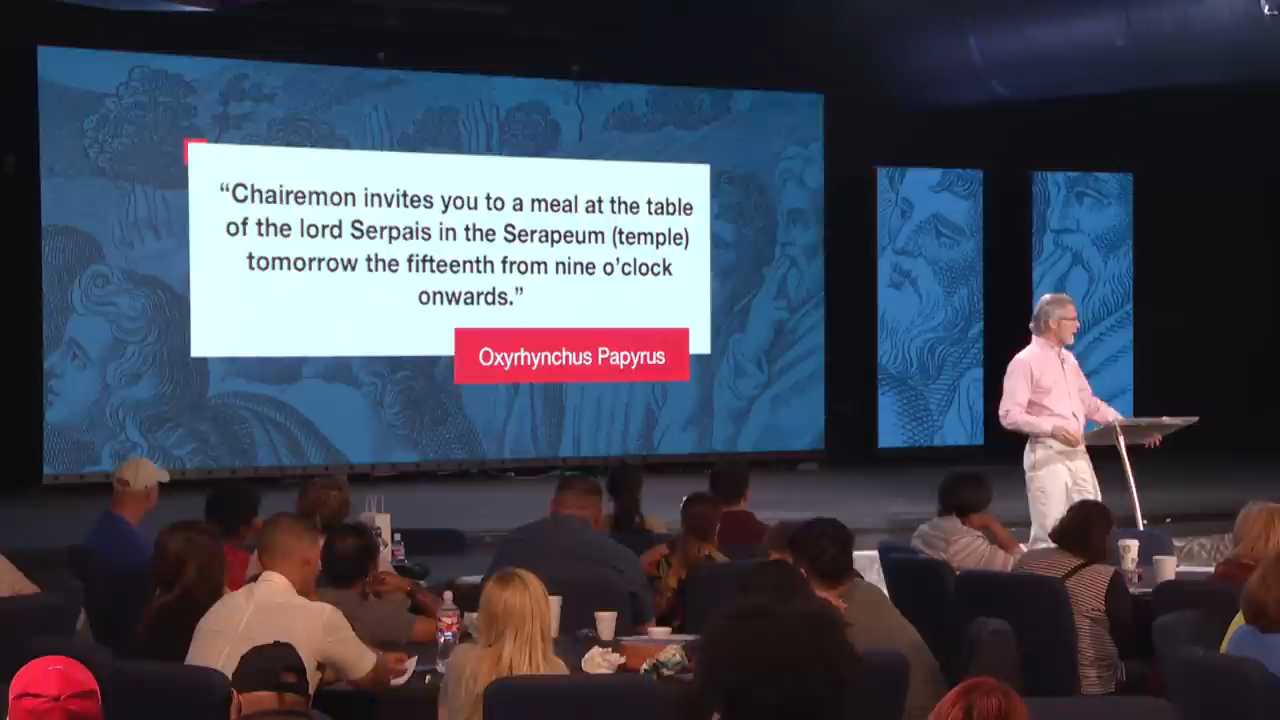 “Chairemon invites you to a meal at the table
of the lord Serpais in the Serapeum (temple)
tomorrow the fifteenth from nine o’clock
onwards.”
Oxyrhynchus Papyrus